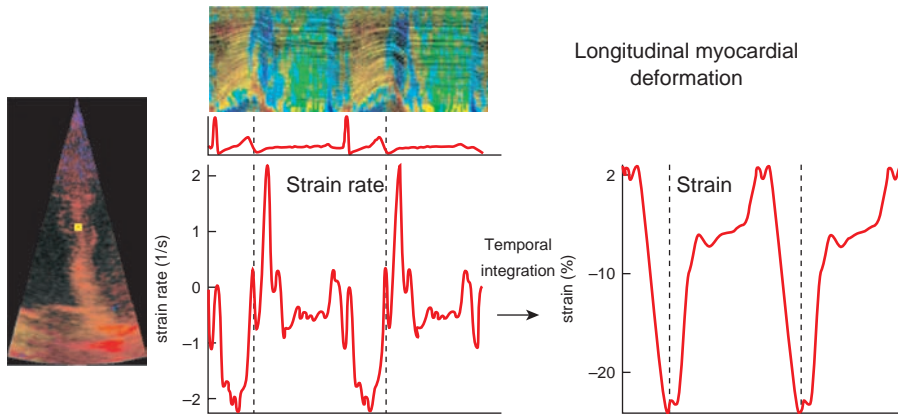 Longitudinal myocardial
deformation
strain rate (1/s)
2
1
0
–1
–2
Strain rate
Temporal
integration
strain (%)
2
–10
–20
Strain